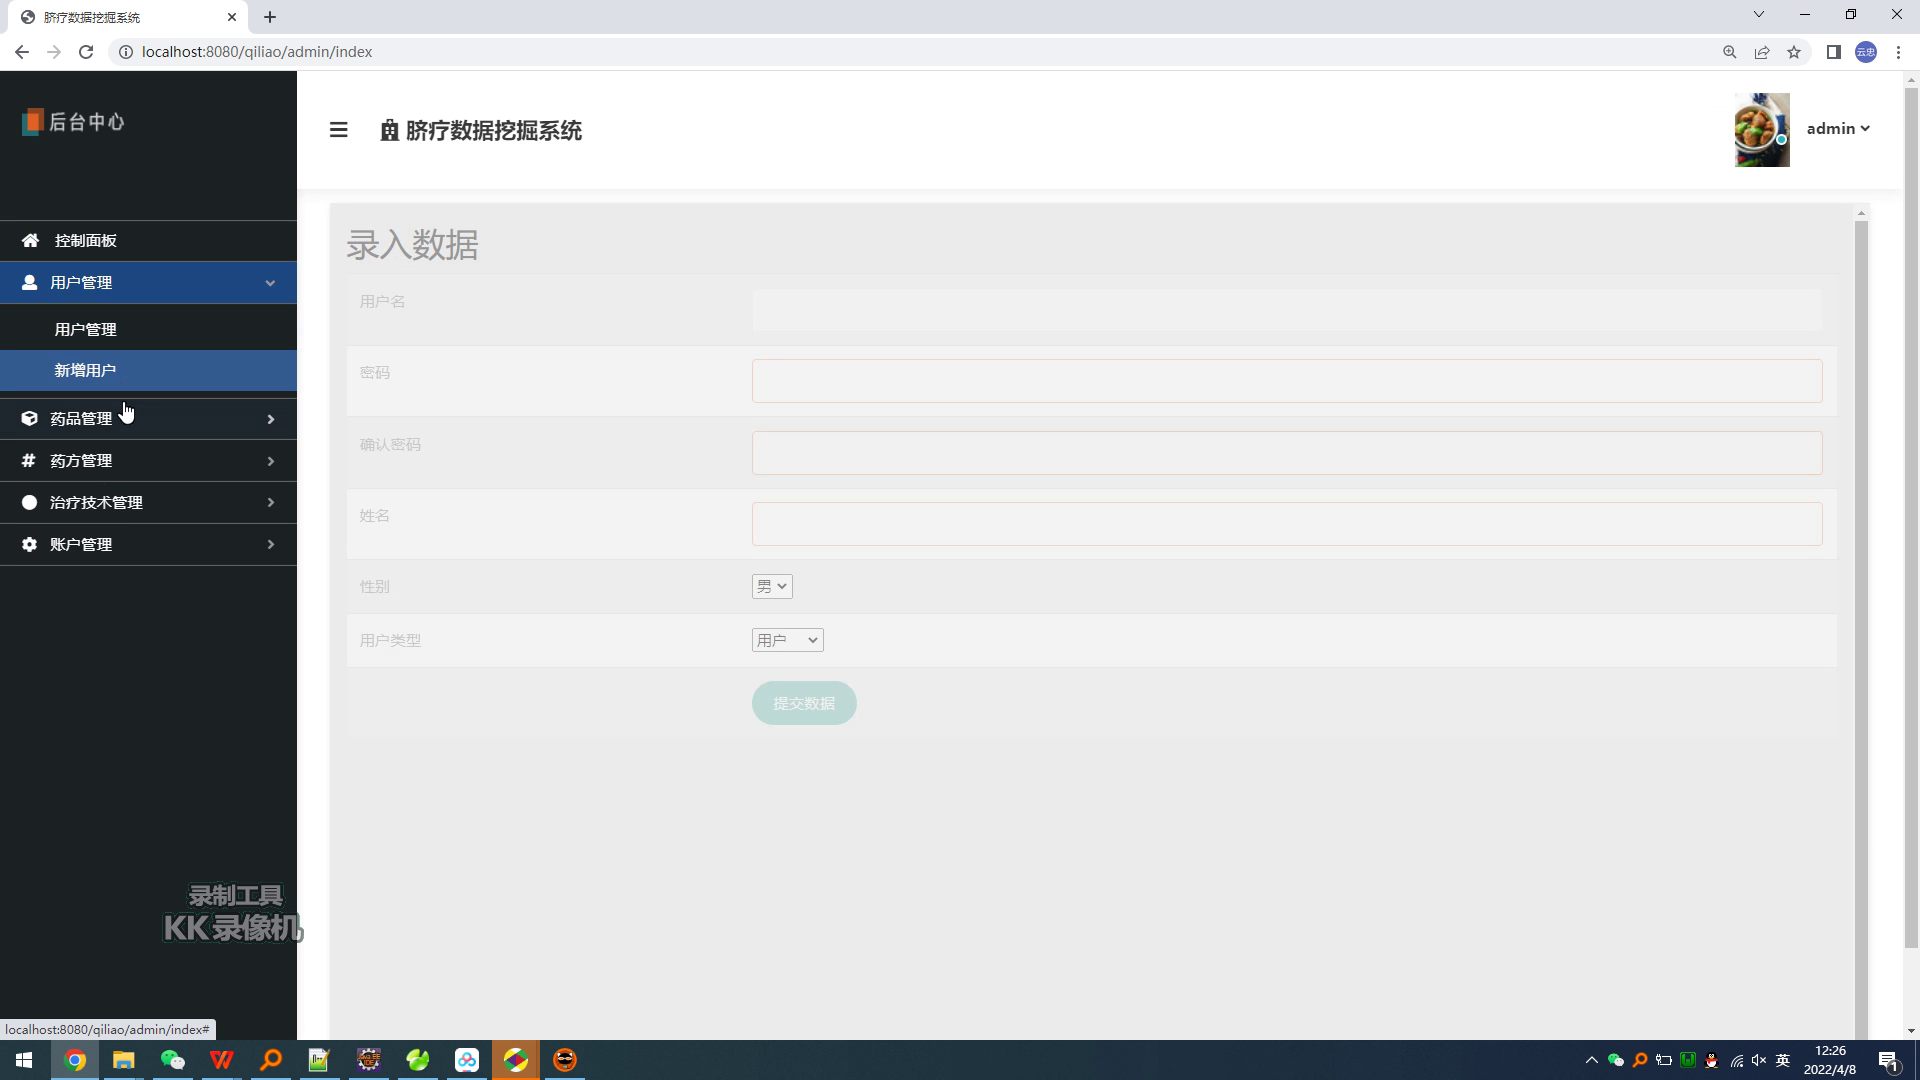 脐疗数据挖掘系统
localhost:8080/qiliao/admin/index
云忠
后台中心
脐疗数据挖掘系统
admin
控制面板
用户管理
用户管理
新增用户
药品管理
药方管理
治疗技术管理
账户管理
录入数据
用户名
密码
确认密码
姓名
性别
男
用户类型
用户
提交数据
录制工具
KK录像机
localhost:8080/qiliao/admin/index#
英
12:26
2022/4/8
1